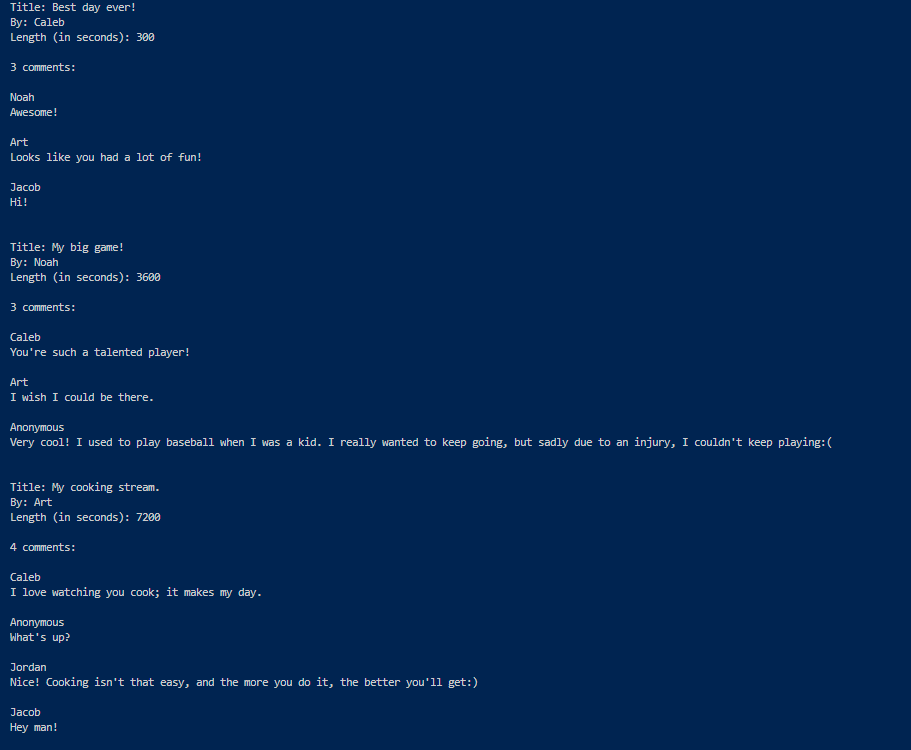 Title: Best day ever!
By: Caleb
Length (in seconds): 300
3 comments:
Noah
Awesome!
Art
Looks like you had a lot of fun!
Jacob
Hi!
Title: My big game!
By: Noah
Length (in seconds): 3600
3 comments:
Caleb
You're such a talented player!
Art
I wish I could be there.
Anonymous
Very cool! I used to play baseball when I was a kid. I really wanted to keep going, but sadly due to an injury, I couldn't keep playing:(
Title: My cooking stream.
By: Art
Length (in seconds): 7200
4 comments:
Caleb
I love watching you cook; it makes my day.
Anonymous
What's up?
Jordan
Nice! Cooking isn't that easy, and the more you do it, the better you'll get:)
Jacob
Hey man!